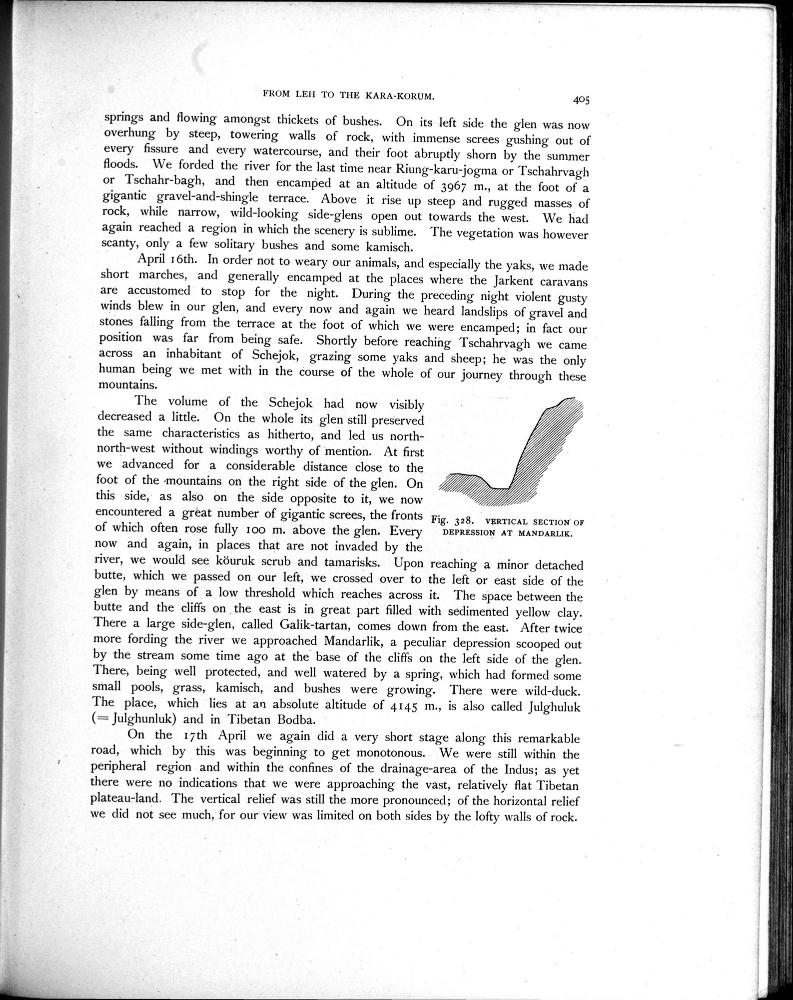 FROM LEH TO THE KARA-KORUM. 405
springs and flowing amongst thickets of bushes. On its left side the glen was now
overhung by steep, towering walls of rock, with immense screes gushing out of
every fissure and every watercourse, and their foot abruptly shorn by the summer
floods. We forded the river for the last time near Riung-karu-jogma or Tschahrvagh
or Tschahr-bagh, and then encamped at an altitude of 3967 m., at the foot of a
gigantic gravel-and-shingle terrace. Above it rise up steep and rugged masses of
rock, while narrow, wild-looking side-glens open out towards the west. We had
again reached a region in which the scenery is sublime. The vegetation was however
scanty, only a few solitary bushes and some kamisch.
April 16th. In order not to weary our animals, and especially the yaks, we made
short marches, and generally encamped at the places where the Jarkent caravans
are accustomed to stop for the night. During the preceding night violent gusty
winds blew in our glen, and every now and again we heard landslips of gravel and
stones falling from the terrace at the foot of which we were encamped; in fact our
position was far from being safe. Shortly before reaching Tschahrvagh we came
across an inhabitant of Schejok, grazing some yaks and sheep; he was the only
human being we met with in the course of the whole of our journey through these
mountains.
The volume of the Schejok had now visibly
decreased a little. On the whole its glen still preserved
the same characteristics as hitherto, and led us north-
north-west without windings worthy of mention. At first
we advanced for a considerable distance close to the
foot of the mountains on the right side of the glen. On
this side, as also on the side opposite to it, we now
encountered a great number of gigantic screes, the fronts
of which often rose fully 100 m. above the glen. Every
now and again, in places that are not invaded by the
Fig. 328. VERTICAL SECTION OF
DEPRESSION AT MANDARLIK.
river, we would see köuruk scrub and tamarisks. Upon reaching a minor detached
butte, which we passed on our left, we crossed over to the left or east side of the
glen by means of a low threshold which reaches across it. The space between the
butte and the cliffs on the east is in great part filled with sedimented yellow clay.
There a large side-glen, called Galik-tartan, comes down from the east. After twice
more fording the river we approached Mandarlik, a peculiar depression scooped out
by the stream some time ago at the base of the cliffs on the left side of the glen.
There, being well protected, and well watered by a spring, which had formed some
small pools, grass, kamisch, and bushes were growing. There were wild-duck.
The place, which lies at an absolute altitude of 4145 m., is also called Julghuluk
(= Julghunluk) and in Tibetan Bodba.
On the 17th April we again did a very short stage along this remarkable
road, which by this was beginning to get monotonous. We were still within the
peripheral region and within the confines of the drainage-area of the Indus; as yet
there were no indications that we were approaching the vast, relatively flat Tibetan
plateau-land. The vertical relief was still the more pronounced; of the horizontal relief
we did not see much, for our view was limited on both sides by the lofty walls of rock.